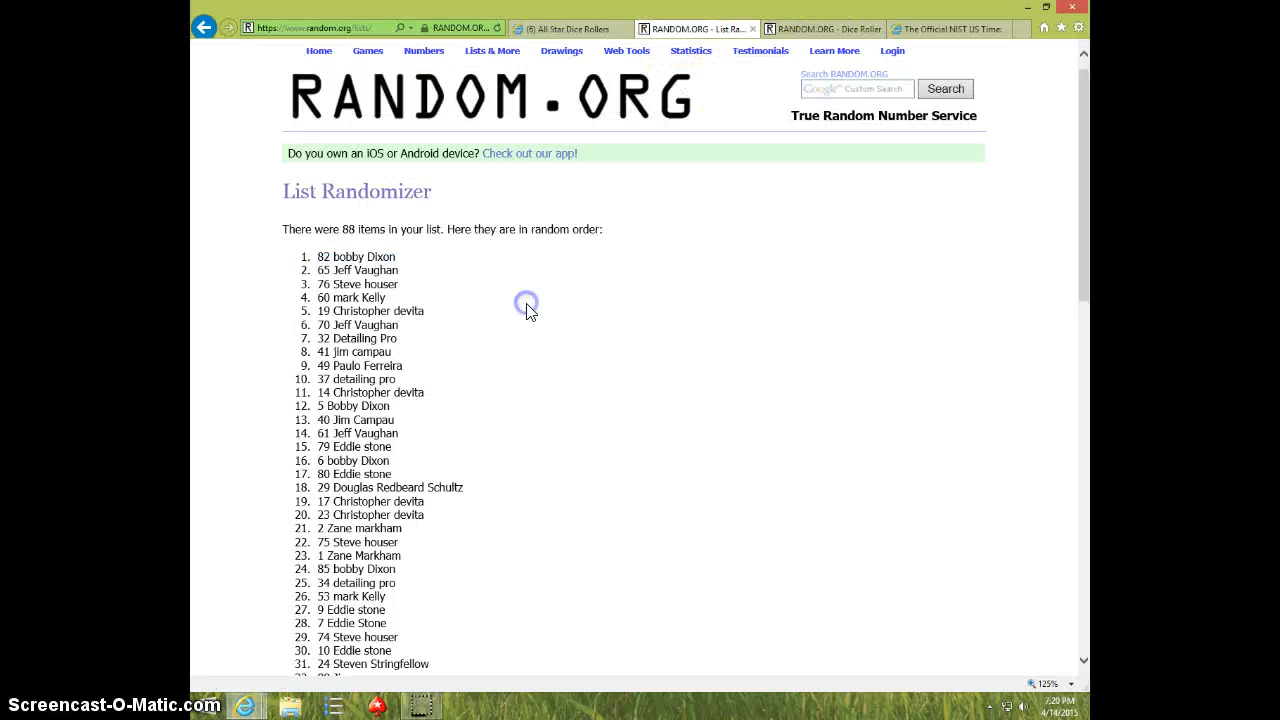 https://www.random.org/lists/ RANDOM.OR... (6) All Star Dice Rollers RANDOM.ORG - List Ra... RANDOM.ORG - Dice Roller The Official NIST US Time:
Home Games Numbers Lists & More Drawings Web Tools Statistics Testimonials Learn More Login
RANDOM.ORG
Search RANDOM.ORG
Google™ Custom Search Search
True Random Number Service
Do you own an iOS or Android device? Check out our app!
List Randomizer
There were 88 items in your list. Here they are in random order:
1. 82 bobby Dixon
2. 65 Jeff Vaughan
3. 76 Steve houser
4. 60 mark Kelly
5. 19 Christopher devita
6. 70 Jeff Vaughan
7. 32 Detailing Pro
8. 41 jim campau
9. 49 Paulo Ferreira
10. 37 detailing pro
11. 14 Christopher devita
12. 5 Bobby Dixon
13. 40 Jim Campau
14. 61 Jeff Vaughan
15. 79 Eddie stone
16. 6 bobby Dixon
17. 80 Eddie stone
18. 29 Douglas Redbeard Schultz
19. 17 Christopher devita
20. 23 Christopher devita
21. 2 Zane markham
22. 75 Steve houser
23. 1 Zane Markham
24. 85 bobby Dixon
25. 34 detailing pro
26. 53 mark Kelly
27. 9 Eddie stone
28. 7 Eddie Stone
29. 74 Steve houser
30. 10 Eddie stone
31. 24 Steven Stringfellow
125%
7:20 PM
4/14/2015
Screencast-O-Matic.com